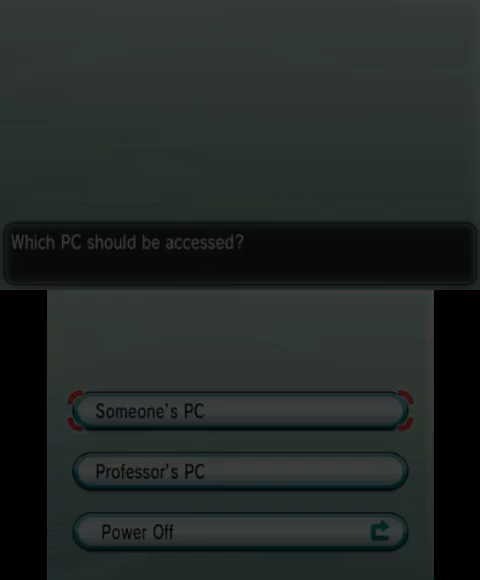 Which PC should be accessed?
Someone's PC
Professor's PC
Power Off